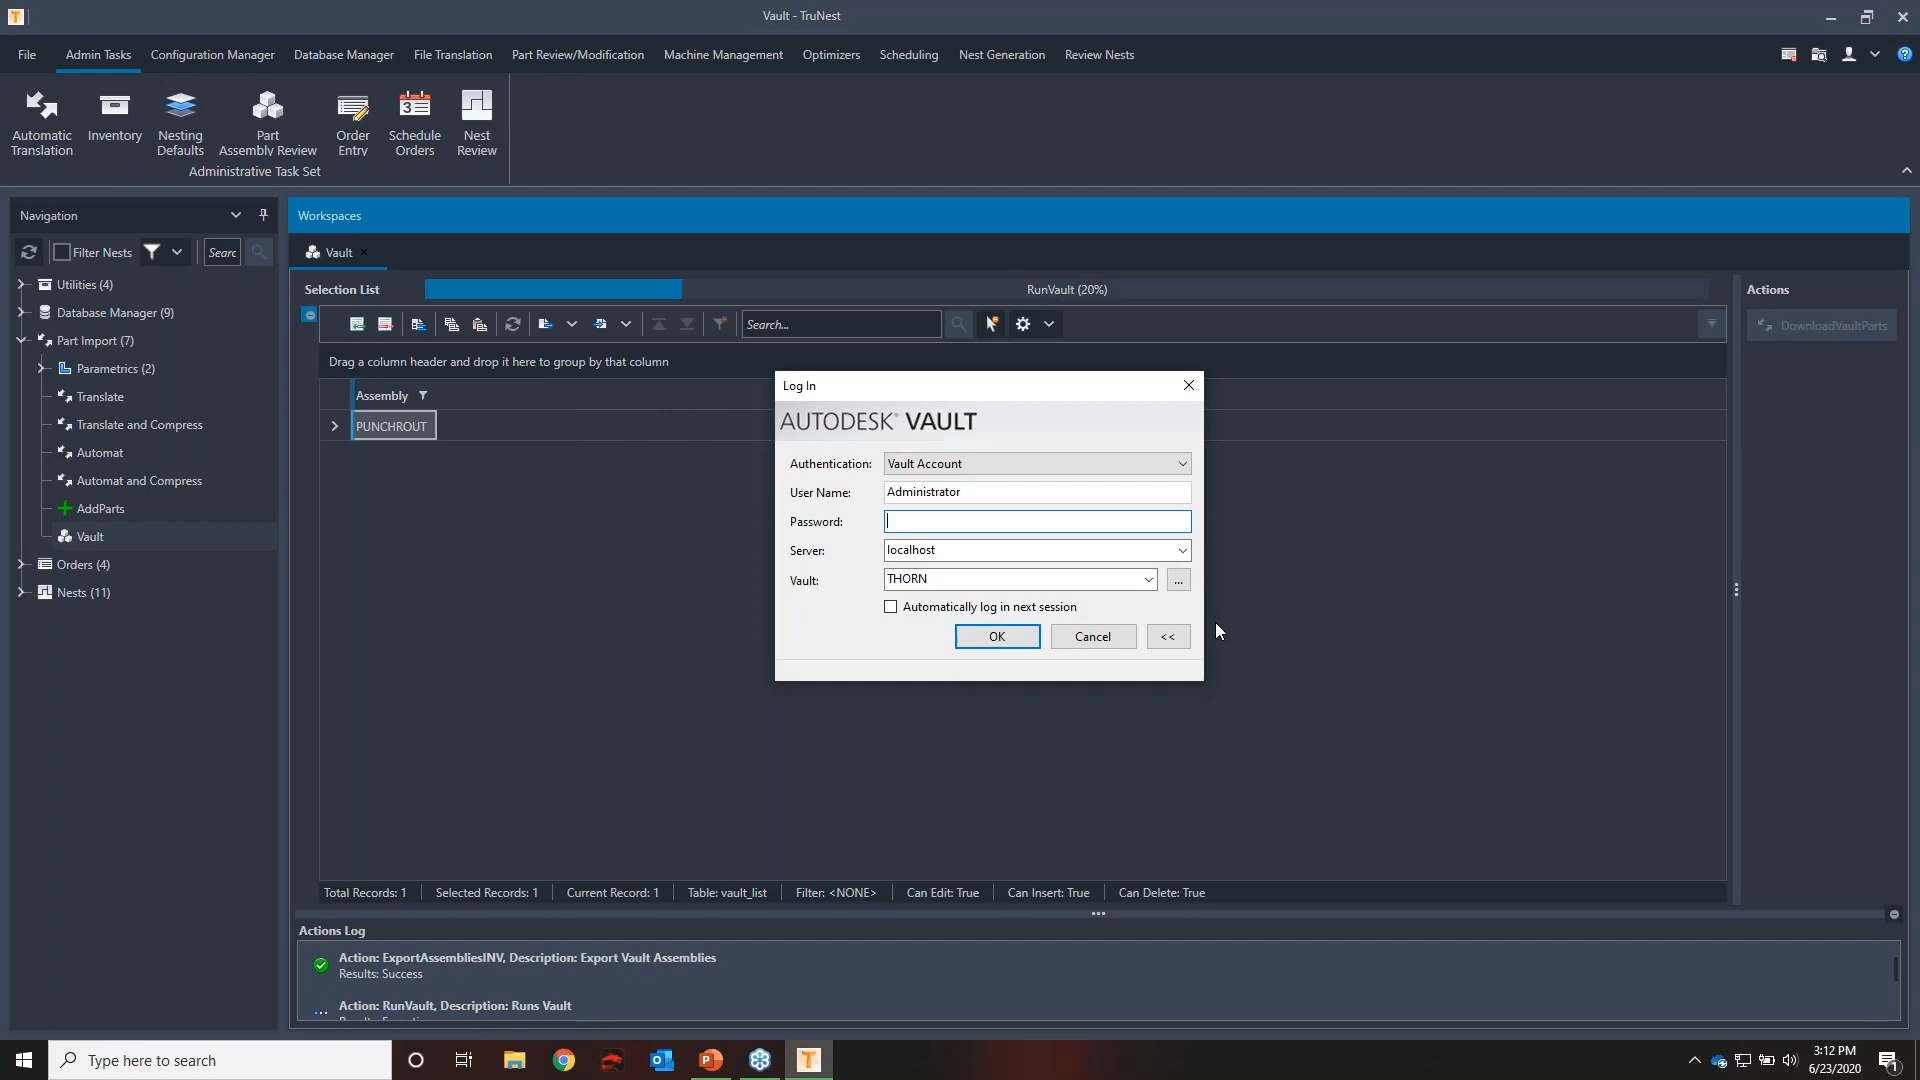 Vault - TruNest
File Admin Tasks Configuration Manager Database Manager File Translation Part Review/Modification Machine Management Optimizers Scheduling Nest Generation Review Nests
Automatic Translation
Inventory
Nesting Defaults
Part Assembly Review
Order Entry
Schedule Orders
Nest Review
Administrative Task Set
Navigation
Workspaces
Filter Nests
Searc
Vault
Utilities (4)
Database Manager (9)
Part Import (7)
Parametrics (2)
Translate
Translate and Compress
Automat
Automat and Compress
AddParts
Vault
Orders (4)
Nests (11)
Selection List
RunVault (20%)
Search...
Drag a column header and drop it here to group by that column
Assembly
PUNCHROUT
Actions
DownloadVaultParts
Log In
AUTODESK® VAULT
Authentication: Vault Account
User Name: Administrator
Password:
Server: localhost
Vault: THORN ...
Automatically log in next session
OK Cancel <<
Total Records: 1 Selected Records: 1 Current Record: 1 Table: vault_list Filter: <NONE> Can Edit: True Can Insert: True Can Delete: True
Actions Log
Action: ExportAssembliesINV, Description: Export Vault Assemblies
Results: Success
Action: RunVault, Description: Runs Vault
Type here to search
3:12 PM
6/23/2020